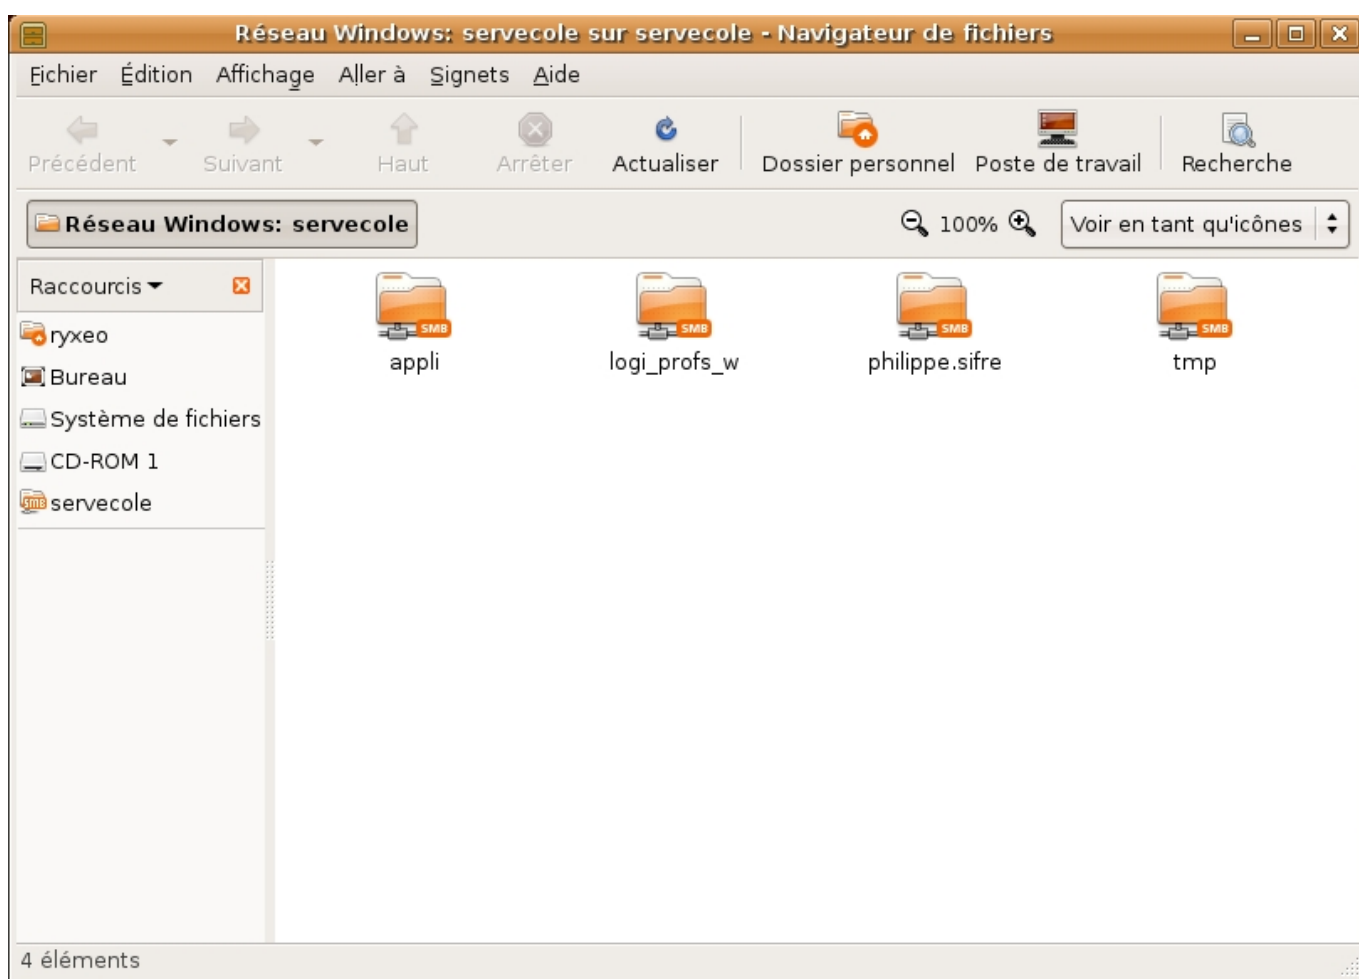 Réseau Windows: servecole sur servecole - Navigateur de fichiers
Fichier Édition Affichage Aller à Signets Aide
Précédent Suivant Haut Arrêter Actualiser Dossier personnel Poste de travail Recherche
Réseau Windows: servecole 100% Voir en tant qu'icônes
Raccourcis
ryxeo
Bureau
Système de fichiers
CD-ROM 1
SMB servecole
SMB SMB SMB SMB
appli logi_profs_w philippe.sifre tmp
4 éléments